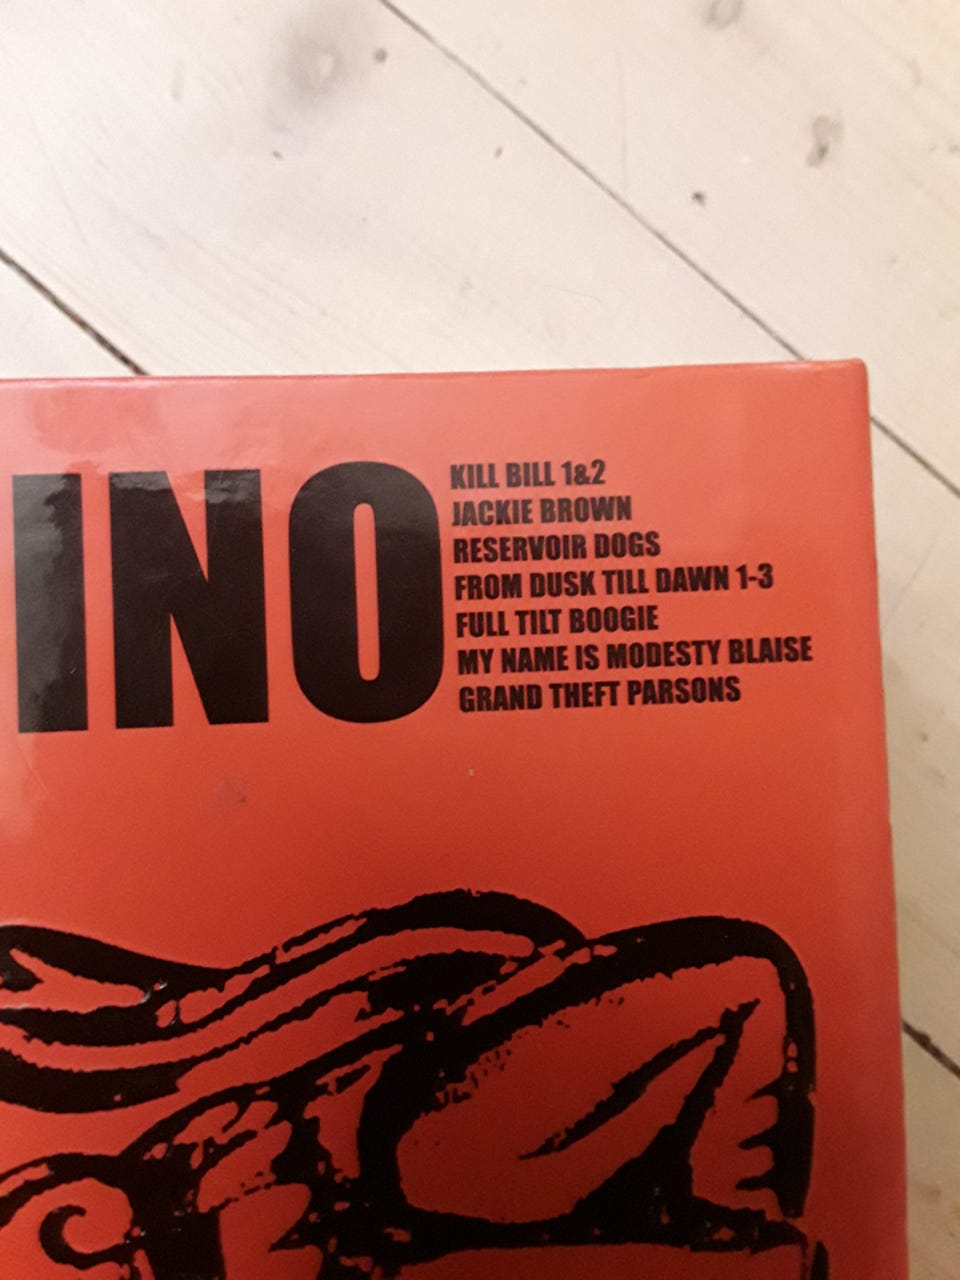 INO
KILL BILL 1&2
JACKIE BROWN
RESERVOIR DOGS
FROM DUSK TILL DAWN 1-3
FULL TILT BOOGIE
MY NAME IS MODESTY BLAISE
GRAND THEFT PARSONS